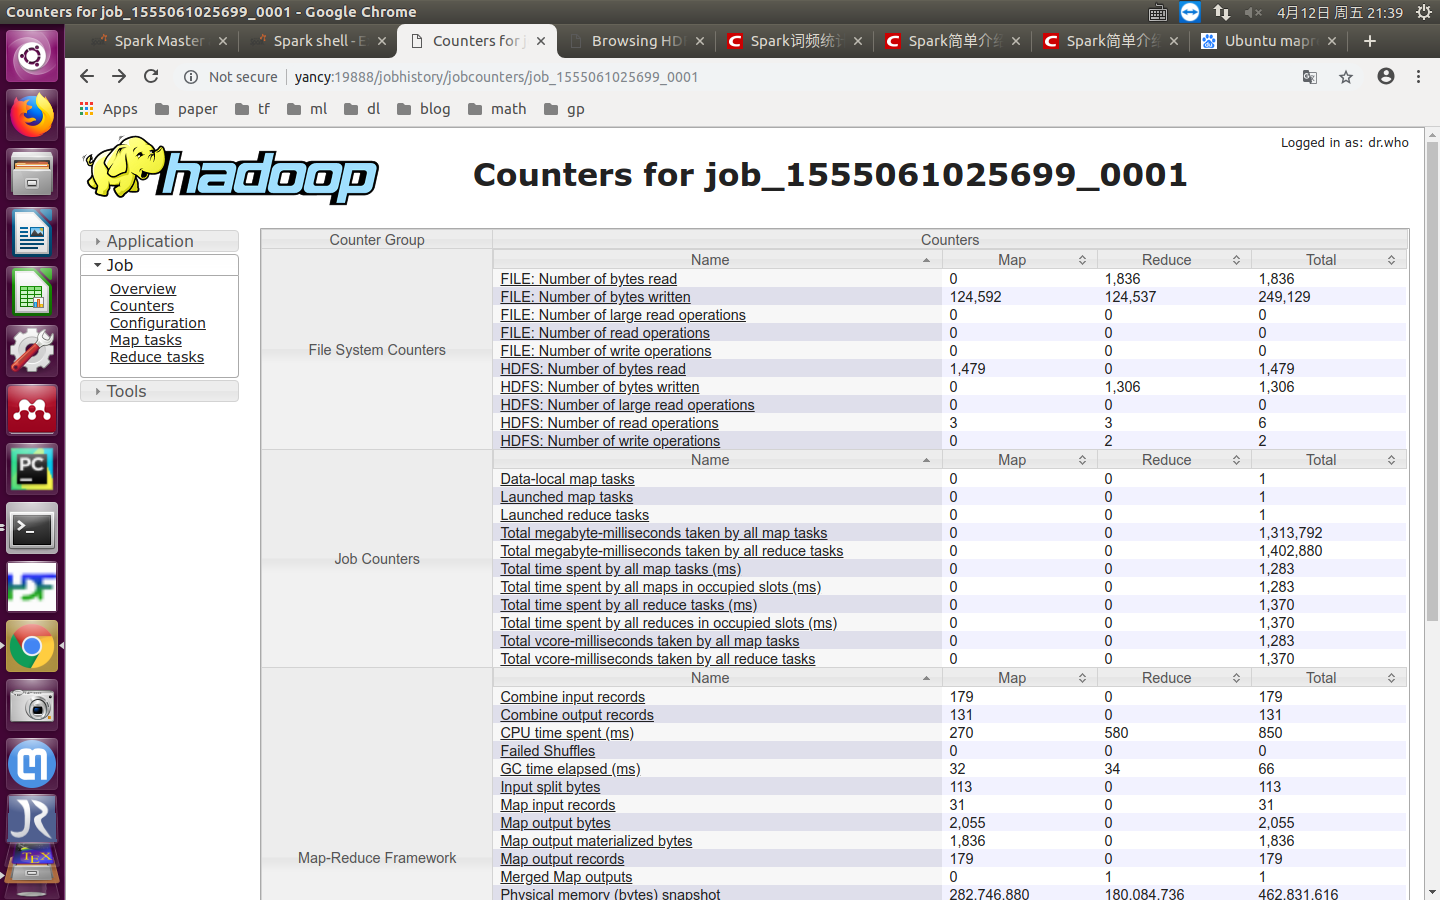 Counters for job_1555061025699_0001 - Google Chrome
4月12日 周五 21:39
Spark Master
Spark shell - E
Counters for j
Browsing HD
Spark词频统
Spark简单介
Spark简单介
Ubuntu mapr
Not secure
yancy:19888/jobhistory/jobcounters/job_1555061025699_0001
Apps paper tf ml dl blog math gp
Logged in as: dr.who
hadoop
Counters for job_1555061025699_0001
Application
Job
Overview
Counters
Configuration
Map tasks
Reduce tasks
Tools
Counter Group Counters
File System Counters
Name Map Reduce Total
FILE: Number of bytes read 0 1,836 1,836
FILE: Number of bytes written 124,592 124,537 249,129
FILE: Number of large read operations 0 0 0
FILE: Number of read operations 0 0 0
FILE: Number of write operations 0 0 0
HDFS: Number of bytes read 1,479 0 1,479
HDFS: Number of bytes written 0 1,306 1,306
HDFS: Number of large read operations 0 0 0
HDFS: Number of read operations 3 3 6
HDFS: Number of write operations 0 2 2
Job Counters
Name Map Reduce Total
Data-local map tasks 0 0 1
Launched map tasks 0 0 1
Launched reduce tasks 0 0 1
Total megabyte-milliseconds taken by all map tasks 0 0 1,313,792
Total megabyte-milliseconds taken by all reduce tasks 0 0 1,402,880
Total time spent by all map tasks (ms) 0 0 1,283
Total time spent by all maps in occupied slots (ms) 0 0 1,283
Total time spent by all reduce tasks (ms) 0 0 1,370
Total time spent by all reduces in occupied slots (ms) 0 0 1,370
Total vcore-milliseconds taken by all map tasks 0 0 1,283
Total vcore-milliseconds taken by all reduce tasks 0 0 1,370
Map-Reduce Framework
Name Map Reduce Total
Combine input records 179 0 179
Combine output records 131 0 131
CPU time spent (ms) 270 580 850
Failed Shuffles 0 0 0
GC time elapsed (ms) 32 34 66
Input split bytes 113 0 113
Map input records 31 0 31
Map output bytes 2,055 0 2,055
Map output materialized bytes 1,836 0 1,836
Map output records 179 0 179
Merged Map outputs 0 1 1
Physical memory (bytes) snapshot 282,746,880 180,084,736 462,831,616
PC
HDF
JR
TEX